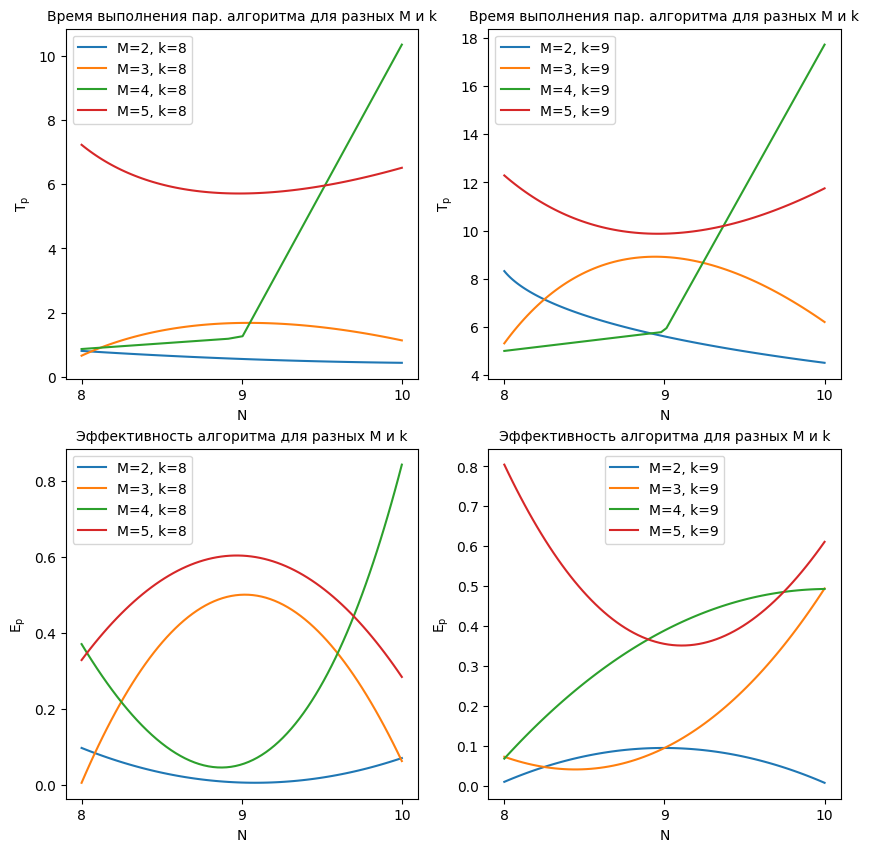 Время выполнения пар. алгоритма для разных M и k
M=2, k=8
M=3, k=8
M=4, k=8
M=5, k=8
10
8
6
4
2
0
Tp
8
9
10
N
Время выполнения пар. алгоритма для разных M и k
M=2, k=9
M=3, k=9
M=4, k=9
M=5, k=9
18
16
14
12
10
8
6
4
Tp
8
9
10
N
Эффективность алгоритма для разных M и k
M=2, k=8
M=3, k=8
M=4, k=8
M=5, k=8
0.8
0.6
0.4
0.2
0.0
Ep
8
9
10
N
Эффективность алгоритма для разных M и k
M=2, k=9
M=3, k=9
M=4, k=9
M=5, k=9
0.8
0.7
0.6
0.5
0.4
0.3
0.2
0.1
0.0
Ep
8
9
10
N